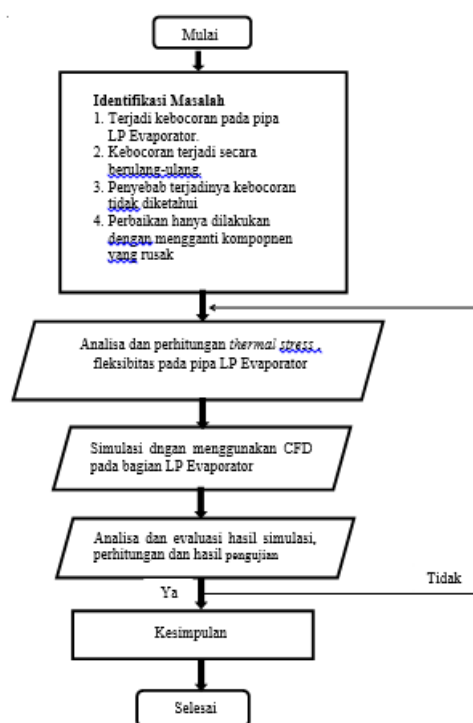 Mulai
Identifikasi Masalah
1. Terjadi kebocoran pada pipa
LP Evaporator.
2. Kebocoran terjadi secara
berulang-ulang
3. Penyebab terjadinya kebocoran
tidak diketahui
4. Perbaikan hanya dilakukan
dengan mengganti kompopnen
yang rusak
Analisa dan perhitungan thermal stress ,
fleksibitas pada pipa LP Evaporator
Simulasi dngan menggunakan CFD
pada bagian LP Evaporator
Analisa dan evaluasi hasil simulasi,
perhitungan dan hasil pengujian
Tidak
Ya
Kesimpulan
Selesai